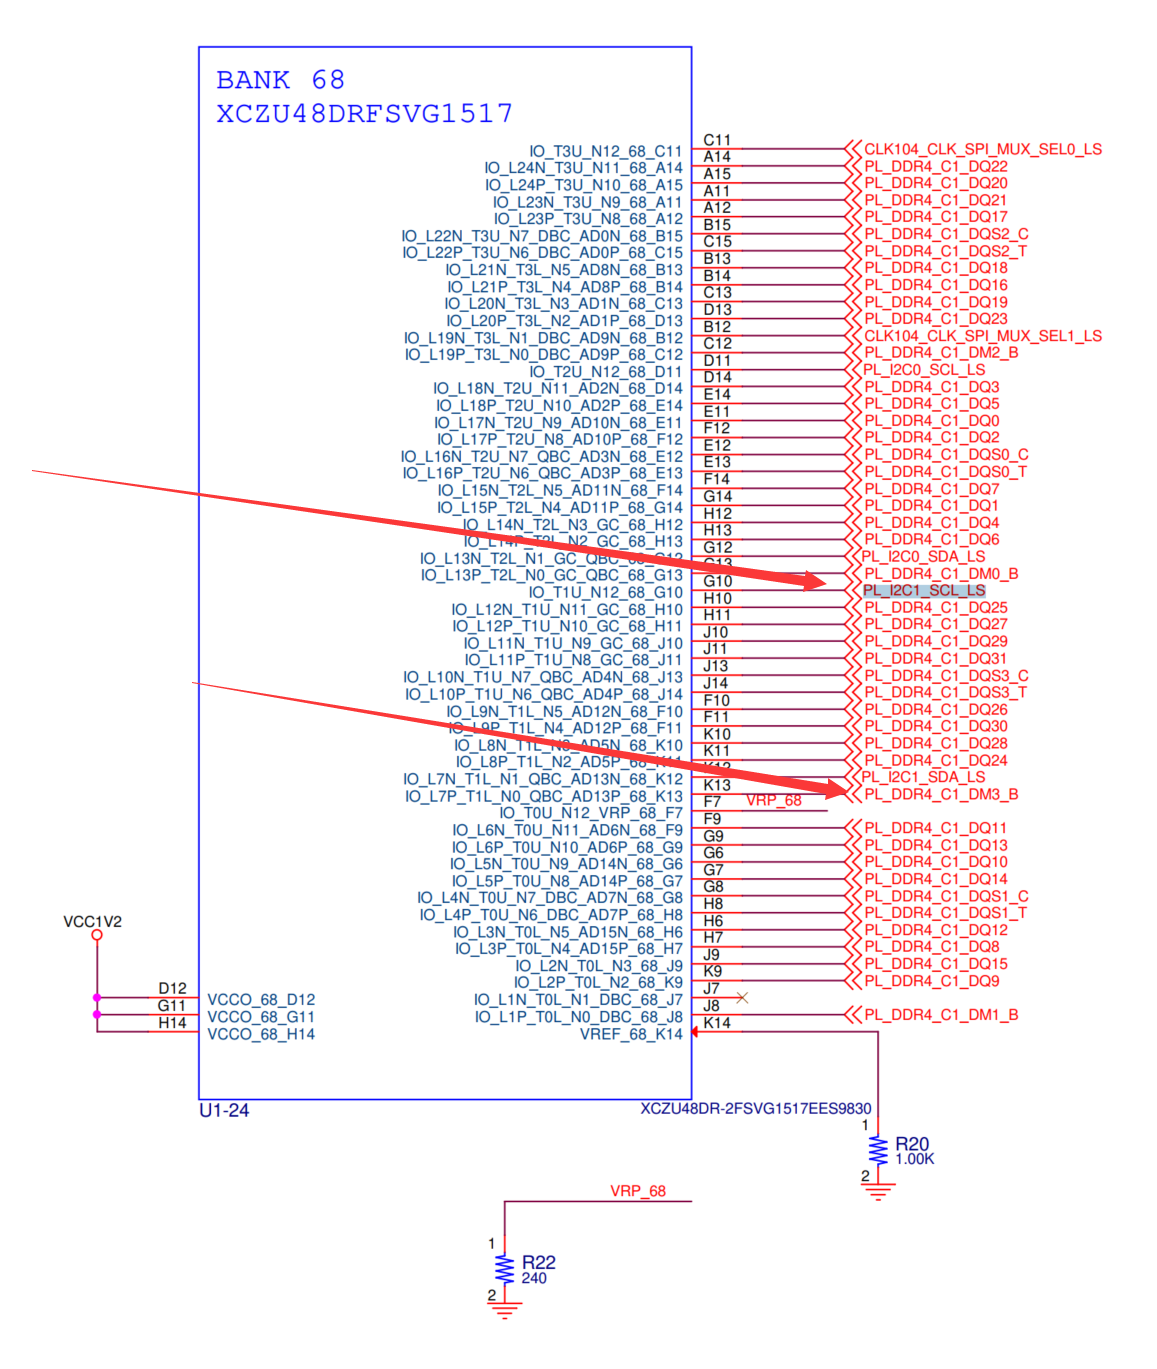 BANK 68
XCZU48DRFSVG1517
IO_T3U_N12_68_C11 C11 CLK104_CLK_SPI_MUX_SEL0_LS
IO_L24N_T3U_N11_68_A14 A14 PL_DDR4_C1_DQ22
IO_L24P_T3U_N10_68_A15 A15 PL_DDR4_C1_DQ20
IO_L23N_T3U_N9_68_A11 A11 PL_DDR4_C1_DQ21
IO_L23P_T3U_N8_68_A12 A12 PL_DDR4_C1_DQ17
IO_L22N_T3U_N7_DBC_AD0N_68_B15 B15 PL_DDR4_C1_DQS2_C
IO_L22P_T3U_N6_DBC_AD0P_68_C15 C15 PL_DDR4_C1_DQS2_T
IO_L21N_T3L_N5_AD8N_68_B13 B13 PL_DDR4_C1_DQ18
IO_L21P_T3L_N4_AD8P_68_B14 B14 PL_DDR4_C1_DQ16
IO_L20N_T3L_N3_AD1N_68_C13 C13 PL_DDR4_C1_DQ19
IO_L20P_T3L_N2_AD1P_68_D13 D13 PL_DDR4_C1_DQ23
IO_L19N_T3L_N1_DBC_AD9N_68_B12 B12 CLK104_CLK_SPI_MUX_SEL1_LS
IO_L19P_T3L_N0_DBC_AD9P_68_C12 C12 PL_DDR4_C1_DM2_B
IO_T2U_N12_68_D11 D11 PL_I2C0_SCL_LS
IO_L18N_T2U_N11_AD2N_68_D14 D14 PL_DDR4_C1_DQ3
IO_L18P_T2U_N10_AD2P_68_E14 E14 PL_DDR4_C1_DQ5
IO_L17N_T2U_N9_AD10N_68_E11 E11 PL_DDR4_C1_DQ0
IO_L17P_T2U_N8_AD10P_68_F12 F12 PL_DDR4_C1_DQ2
IO_L16N_T2U_N7_QBC_AD3N_68_E12 E12 PL_DDR4_C1_DQS0_C
IO_L16P_T2U_N6_QBC_AD3P_68_E13 E13 PL_DDR4_C1_DQS0_T
IO_L15N_T2L_N5_AD11N_68_F14 F14 PL_DDR4_C1_DQ7
IO_L15P_T2L_N4_AD11P_68_G14 G14 PL_DDR4_C1_DQ1
IO_L14N_T2L_N3_GC_68_H12 H12 PL_DDR4_C1_DQ4
IO_L14P_T2L_N2_GC_68_H13 H13 PL_DDR4_C1_DQ6
IO_L13N_T2L_N1_GC_QBC_68_G12 G12 PL_I2C0_SDA_LS
IO_L13P_T2L_N0_GC_QBC_68_G13 G13 PL_DDR4_C1_DM0_B
IO_T1U_N12_68_G10 G10 PL_I2C1_SCL_LS
IO_L12N_T1U_N11_GC_68_H10 H10 PL_DDR4_C1_DQ25
IO_L12P_T1U_N10_GC_68_H11 H11 PL_DDR4_C1_DQ27
IO_L11N_T1U_N9_GC_68_J10 J10 PL_DDR4_C1_DQ29
IO_L11P_T1U_N8_GC_68_J11 J11 PL_DDR4_C1_DQ31
IO_L10N_T1U_N7_QBC_AD4N_68_J13 J13 PL_DDR4_C1_DQS3_C
IO_L10P_T1U_N6_QBC_AD4P_68_J14 J14 PL_DDR4_C1_DQS3_T
IO_L9N_T1L_N5_AD12N_68_F10 F10 PL_DDR4_C1_DQ26
IO_L9P_T1L_N4_AD12P_68_F11 F11 PL_DDR4_C1_DQ30
IO_L8N_T1L_N3_AD5N_68_K10 K10 PL_DDR4_C1_DQ28
IO_L8P_T1L_N2_AD5P_68_K11 K11 PL_DDR4_C1_DQ24
IO_L7N_T1L_N1_QBC_AD13N_68_K12 K12 PL_I2C1_SDA_LS
IO_L7P_T1L_N0_QBC_AD13P_68_K13 K13 PL_DDR4_C1_DM3_B
IO_T0U_N12_VRP_68_F7 F7 VRP_68
IO_L6N_T0U_N11_AD6N_68_F9 F9 PL_DDR4_C1_DQ11
IO_L6P_T0U_N10_AD6P_68_G9 G9 PL_DDR4_C1_DQ13
IO_L5N_T0U_N9_AD14N_68_G6 G6 PL_DDR4_C1_DQ10
IO_L5P_T0U_N8_AD14P_68_G7 G7 PL_DDR4_C1_DQ14
IO_L4N_T0U_N7_DBC_AD7N_68_G8 G8 PL_DDR4_C1_DQS1_C
IO_L4P_T0U_N6_DBC_AD7P_68_H8 H8 PL_DDR4_C1_DQS1_T
IO_L3N_T0L_N5_AD15N_68_H6 H6 PL_DDR4_C1_DQ12
IO_L3P_T0L_N4_AD15P_68_H7 H7 PL_DDR4_C1_DQ8
IO_L2N_T0L_N3_68_J9 J9 PL_DDR4_C1_DQ15
IO_L2P_T0L_N2_68_K9 K9 PL_DDR4_C1_DQ9
IO_L1N_T0L_N1_DBC_68_J7 J7
IO_L1P_T0L_N0_DBC_68_J8 J8 PL_DDR4_C1_DM1_B
VREF_68_K14 K14
VCC1V2
D12 VCCO_68_D12
G11 VCCO_68_G11
H14 VCCO_68_H14
U1-24
XCZU48DR-2FSVG1517EES9830
1
R20
1.00K
2
VRP_68
1
R22
240
2